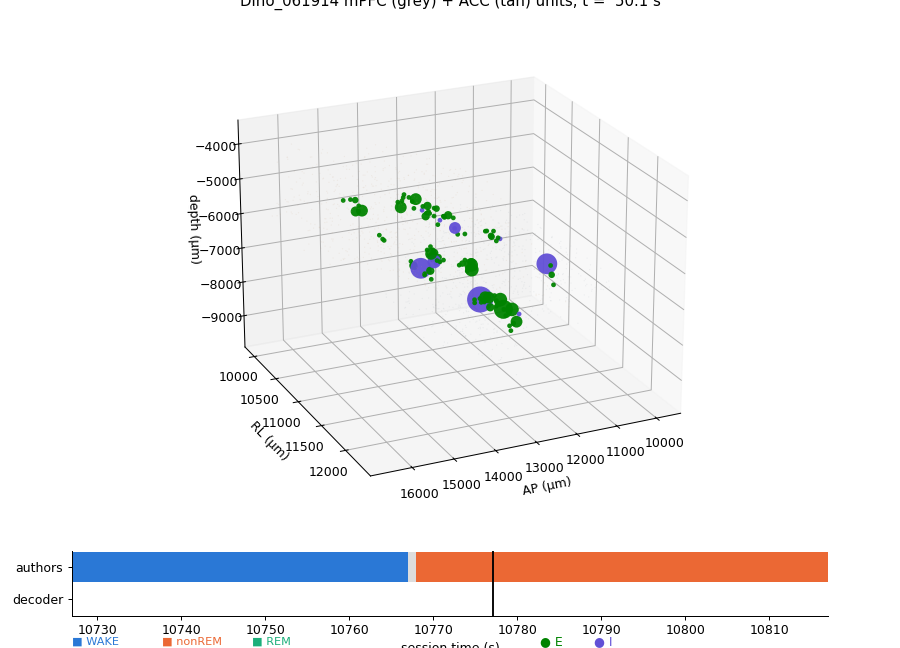 Dino_061914 mPFC (grey) + ACC (tan) units, t = 50.1 s
−4000
−5000
−6000
−7000
−8000
−9000
depth (μm)
10000
10500
11000
11500
12000
RL (μm)
16000
15000
14000
13000
12000
11000
10000
AP (μm)
authors
decoder
10730
10740
10750
10760
10770
10780
10790
10800
10810
session time (s)
WAKE
nonREM
REM
E
I